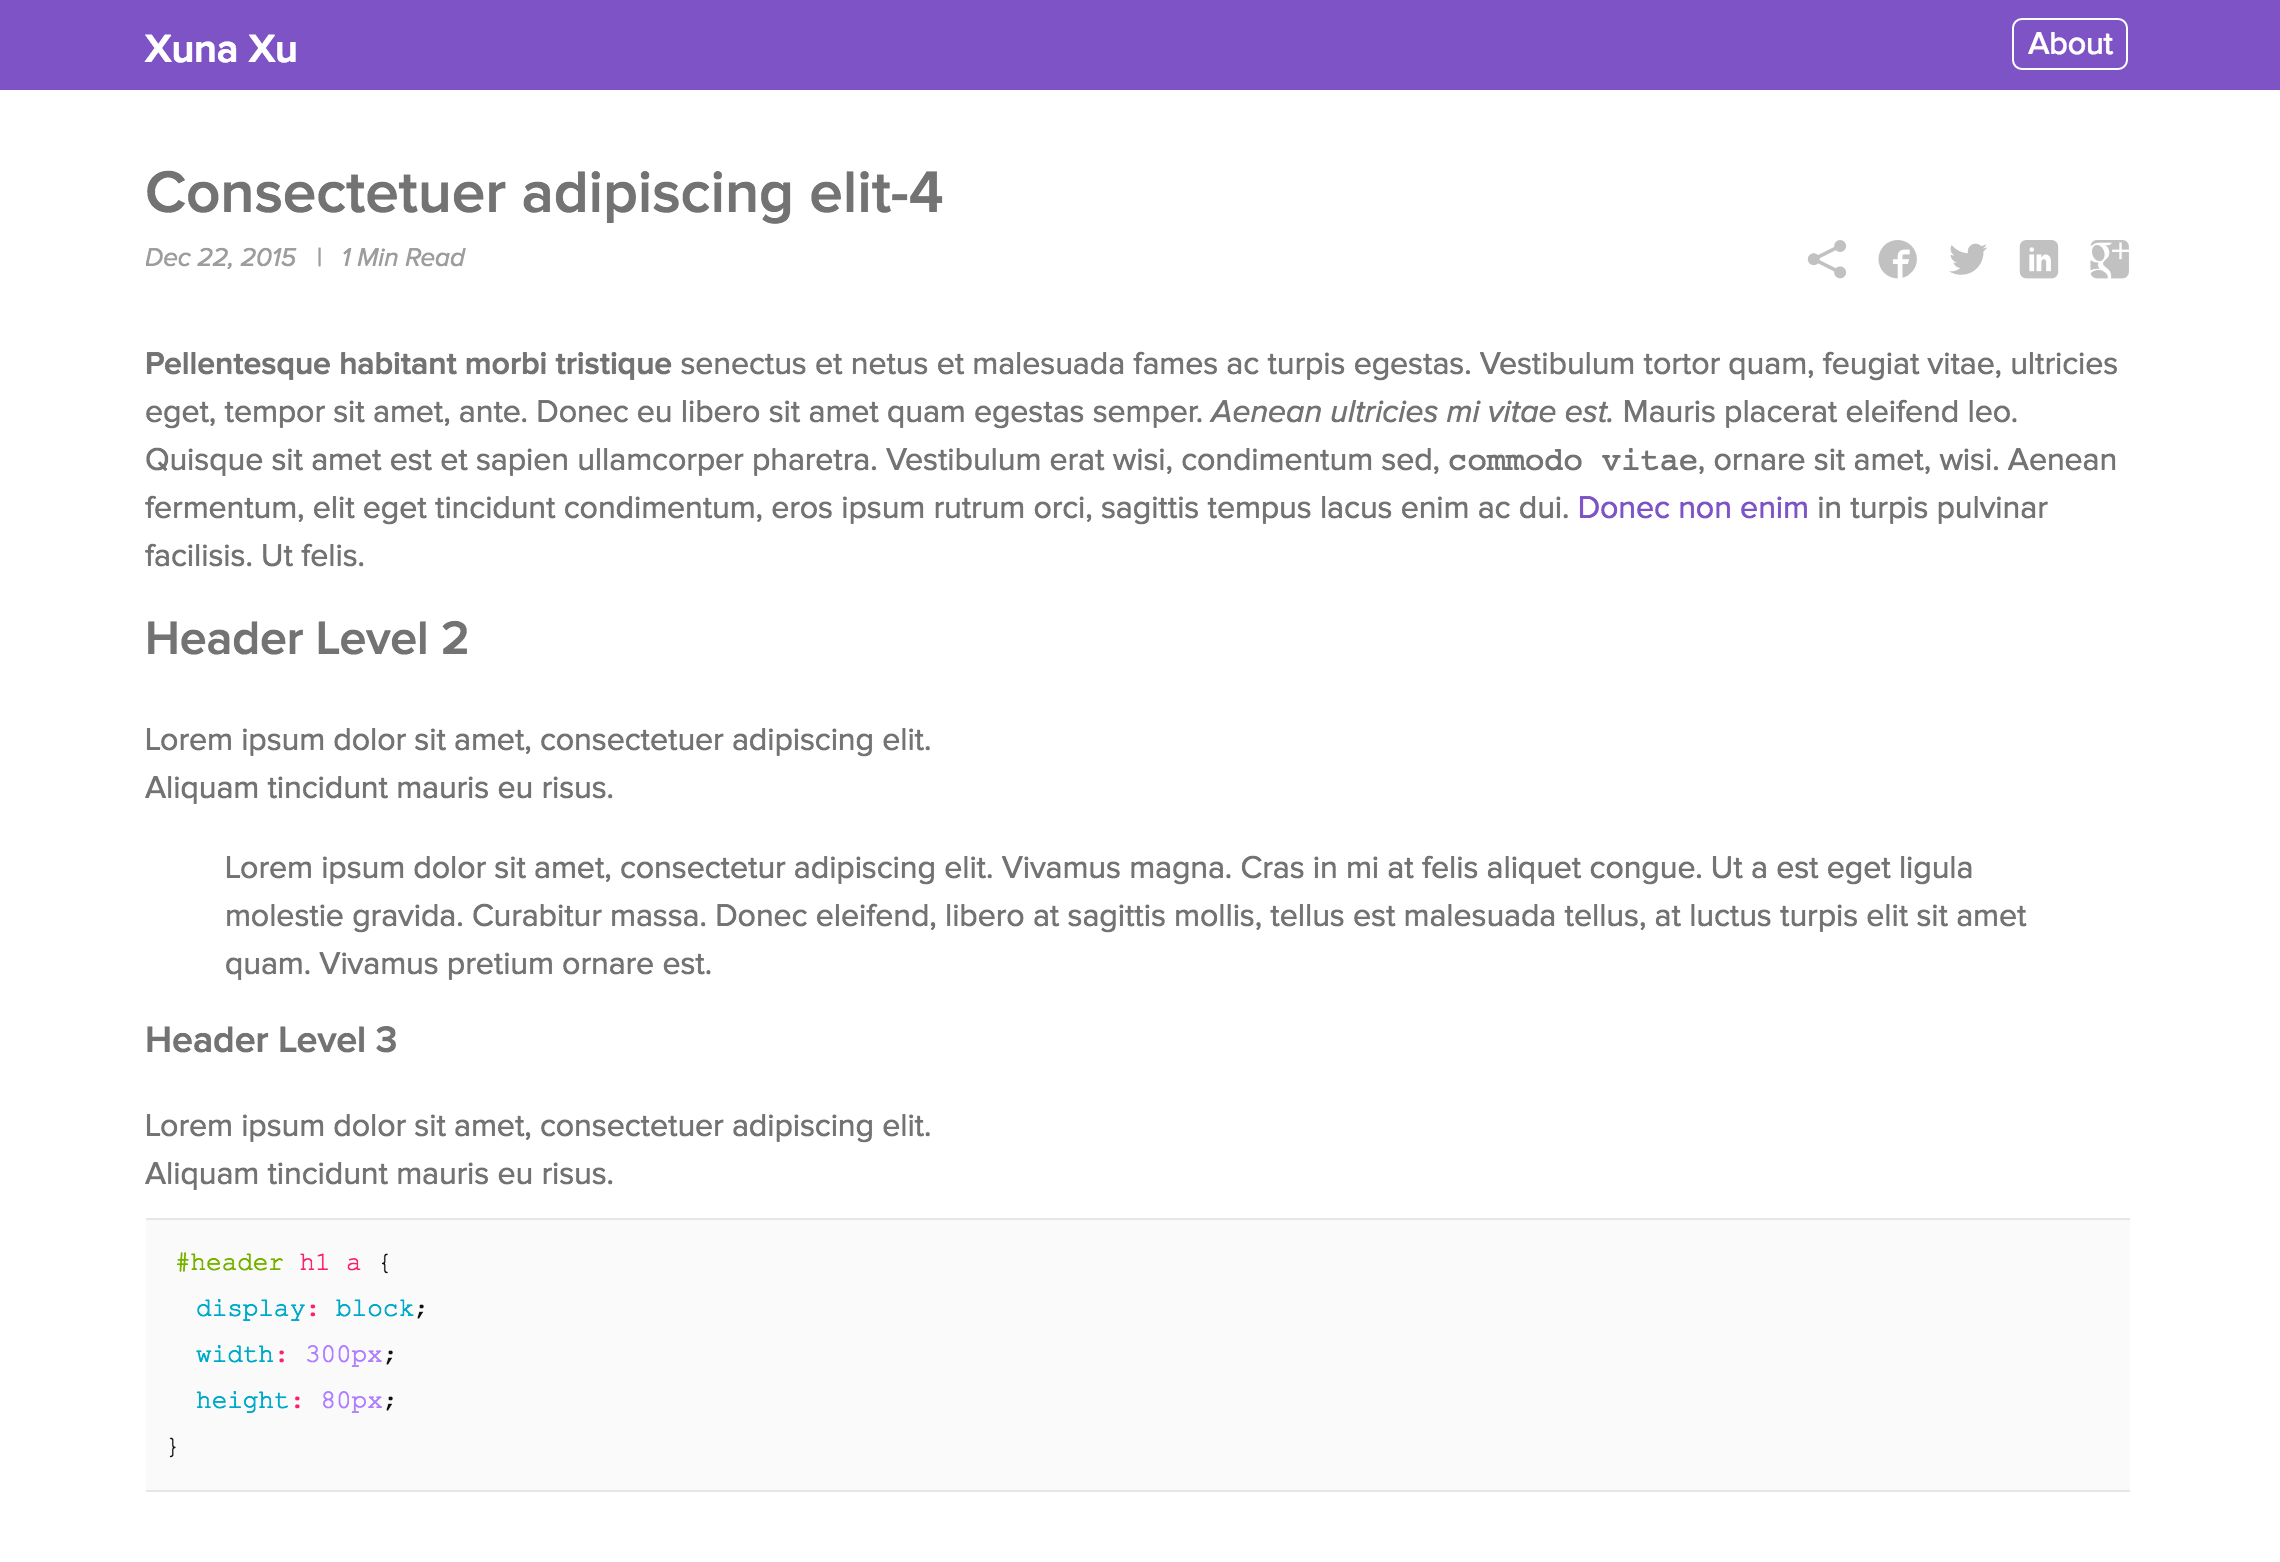 Xuna Xu
About
Consectetuer adipiscing elit-4
Dec 22, 2015 | 1 Min Read
Pellentesque habitant morbi tristique senectus et netus et malesuada fames ac turpis egestas. Vestibulum tortor quam, feugiat vitae, ultricies
eget, tempor sit amet, ante. Donec eu libero sit amet quam egestas semper. Aenean ultricies mi vitae est. Mauris placerat eleifend leo.
Quisque sit amet est et sapien ullamcorper pharetra. Vestibulum erat wisi, condimentum sed, commodo vitae, ornare sit amet, wisi. Aenean
fermentum, elit eget tincidunt condimentum, eros ipsum rutrum orci, sagittis tempus lacus enim ac dui. Donec non enim in turpis pulvinar
facilisis. Ut felis.
Header Level 2
Lorem ipsum dolor sit amet, consectetuer adipiscing elit.
Aliquam tincidunt mauris eu risus.
Lorem ipsum dolor sit amet, consectetur adipiscing elit. Vivamus magna. Cras in mi at felis aliquet congue. Ut a est eget ligula
molestie gravida. Curabitur massa. Donec eleifend, libero at sagittis mollis, tellus est malesuada tellus, at luctus turpis elit sit amet
quam. Vivamus pretium ornare est.
Header Level 3
Lorem ipsum dolor sit amet, consectetuer adipiscing elit.
Aliquam tincidunt mauris eu risus.
#header h1 a {
display: block;
width: 300px;
height: 80px;
}